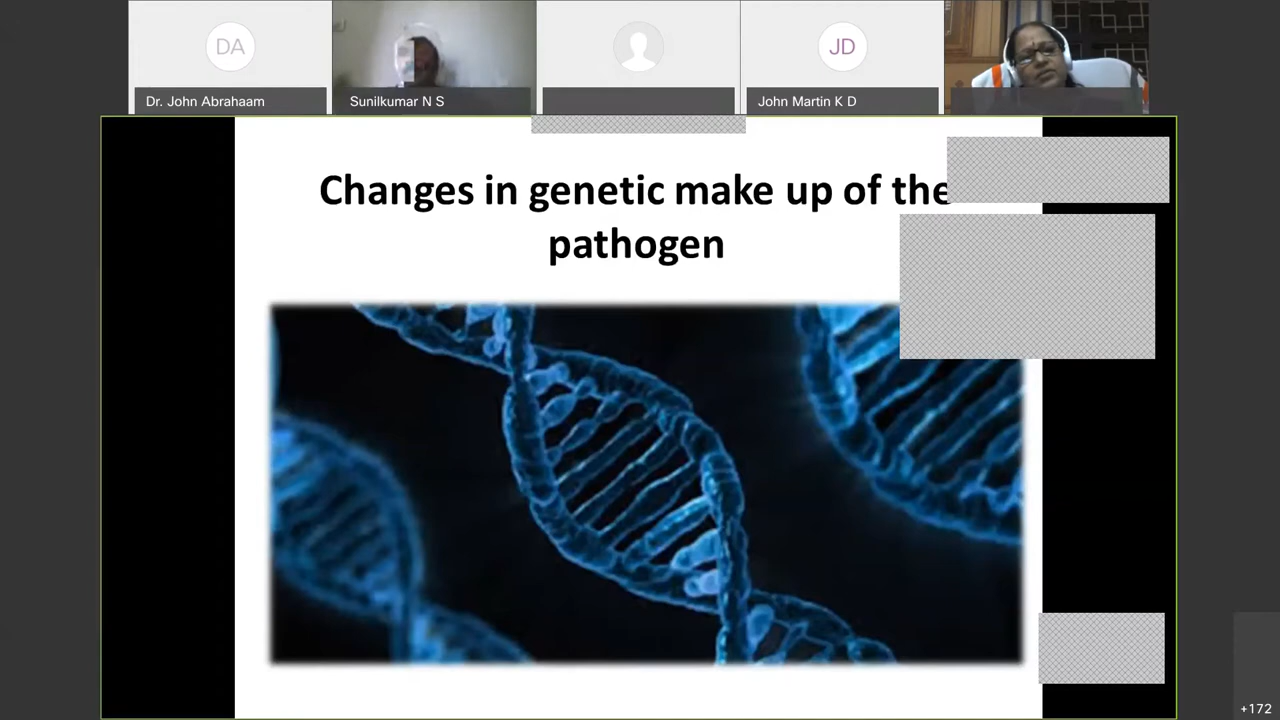 DA
JD
Dr. John Abrahaam
Sunilkumar N S
John Martin K D
Changes in genetic make up of the
pathogen
+172